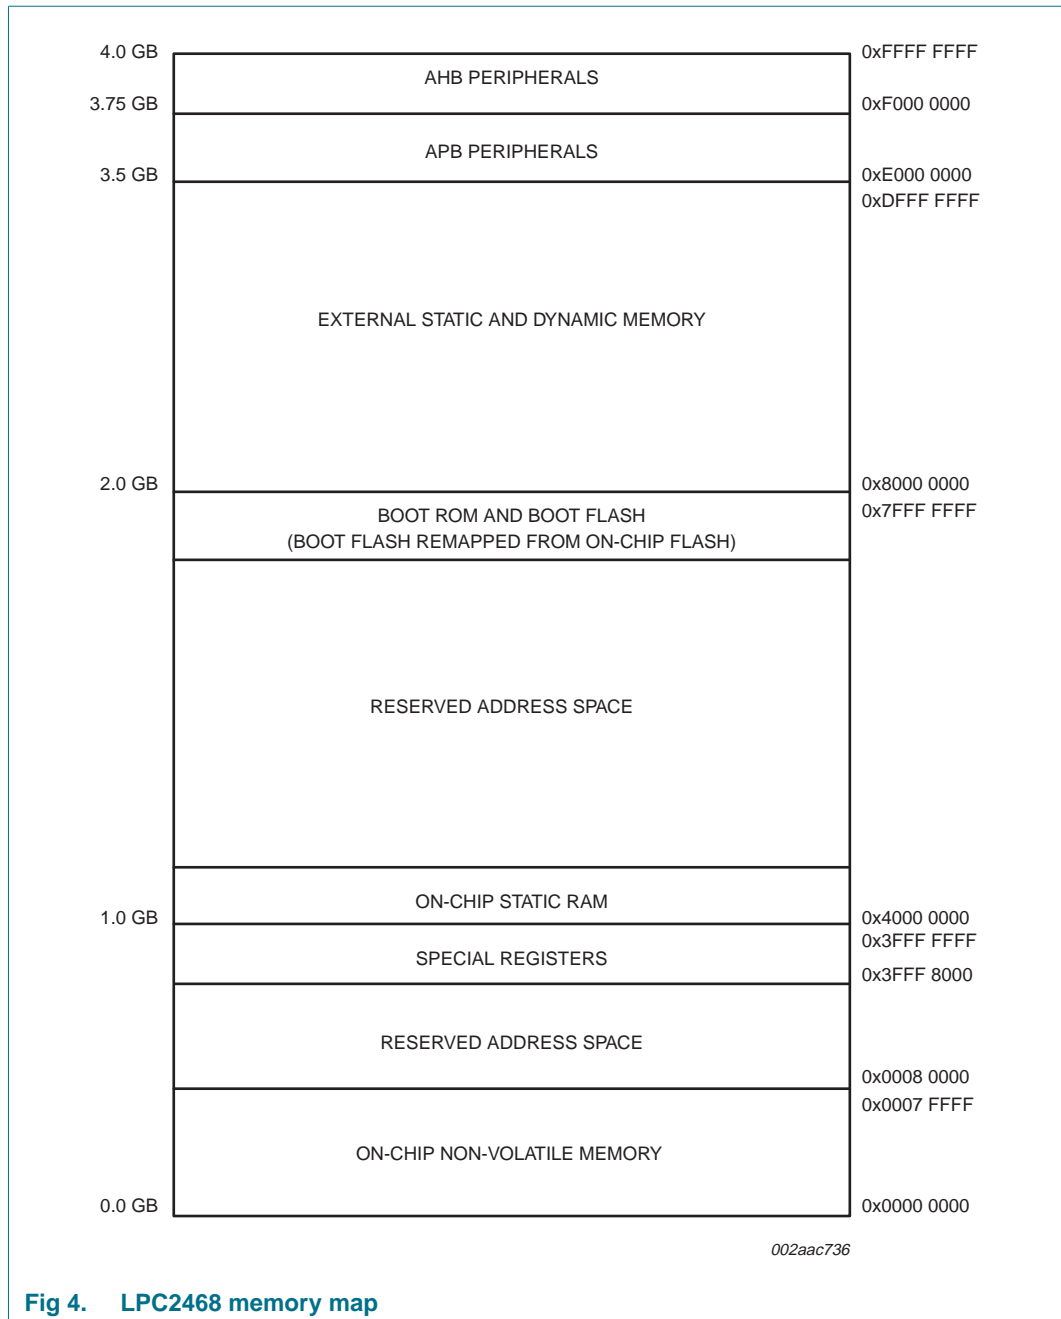 4.0 GB
0xFFFF FFFF
AHB PERIPHERALS
3.75 GB
0xF000 0000
APB PERIPHERALS
3.5 GB
0xE000 0000
0xDFFF FFFF
EXTERNAL STATIC AND DYNAMIC MEMORY
2.0 GB
0x8000 0000
0x7FFF FFFF
BOOT ROM AND BOOT FLASH
(BOOT FLASH REMAPPED FROM ON-CHIP FLASH)
RESERVED ADDRESS SPACE
ON-CHIP STATIC RAM
1.0 GB
0x4000 0000
0x3FFF FFFF
SPECIAL REGISTERS
0x3FFF 8000
RESERVED ADDRESS SPACE
0x0008 0000
0x0007 FFFF
ON-CHIP NON-VOLATILE MEMORY
0.0 GB
0x0000 0000
002aac736
Fig 4. LPC2468 memory map